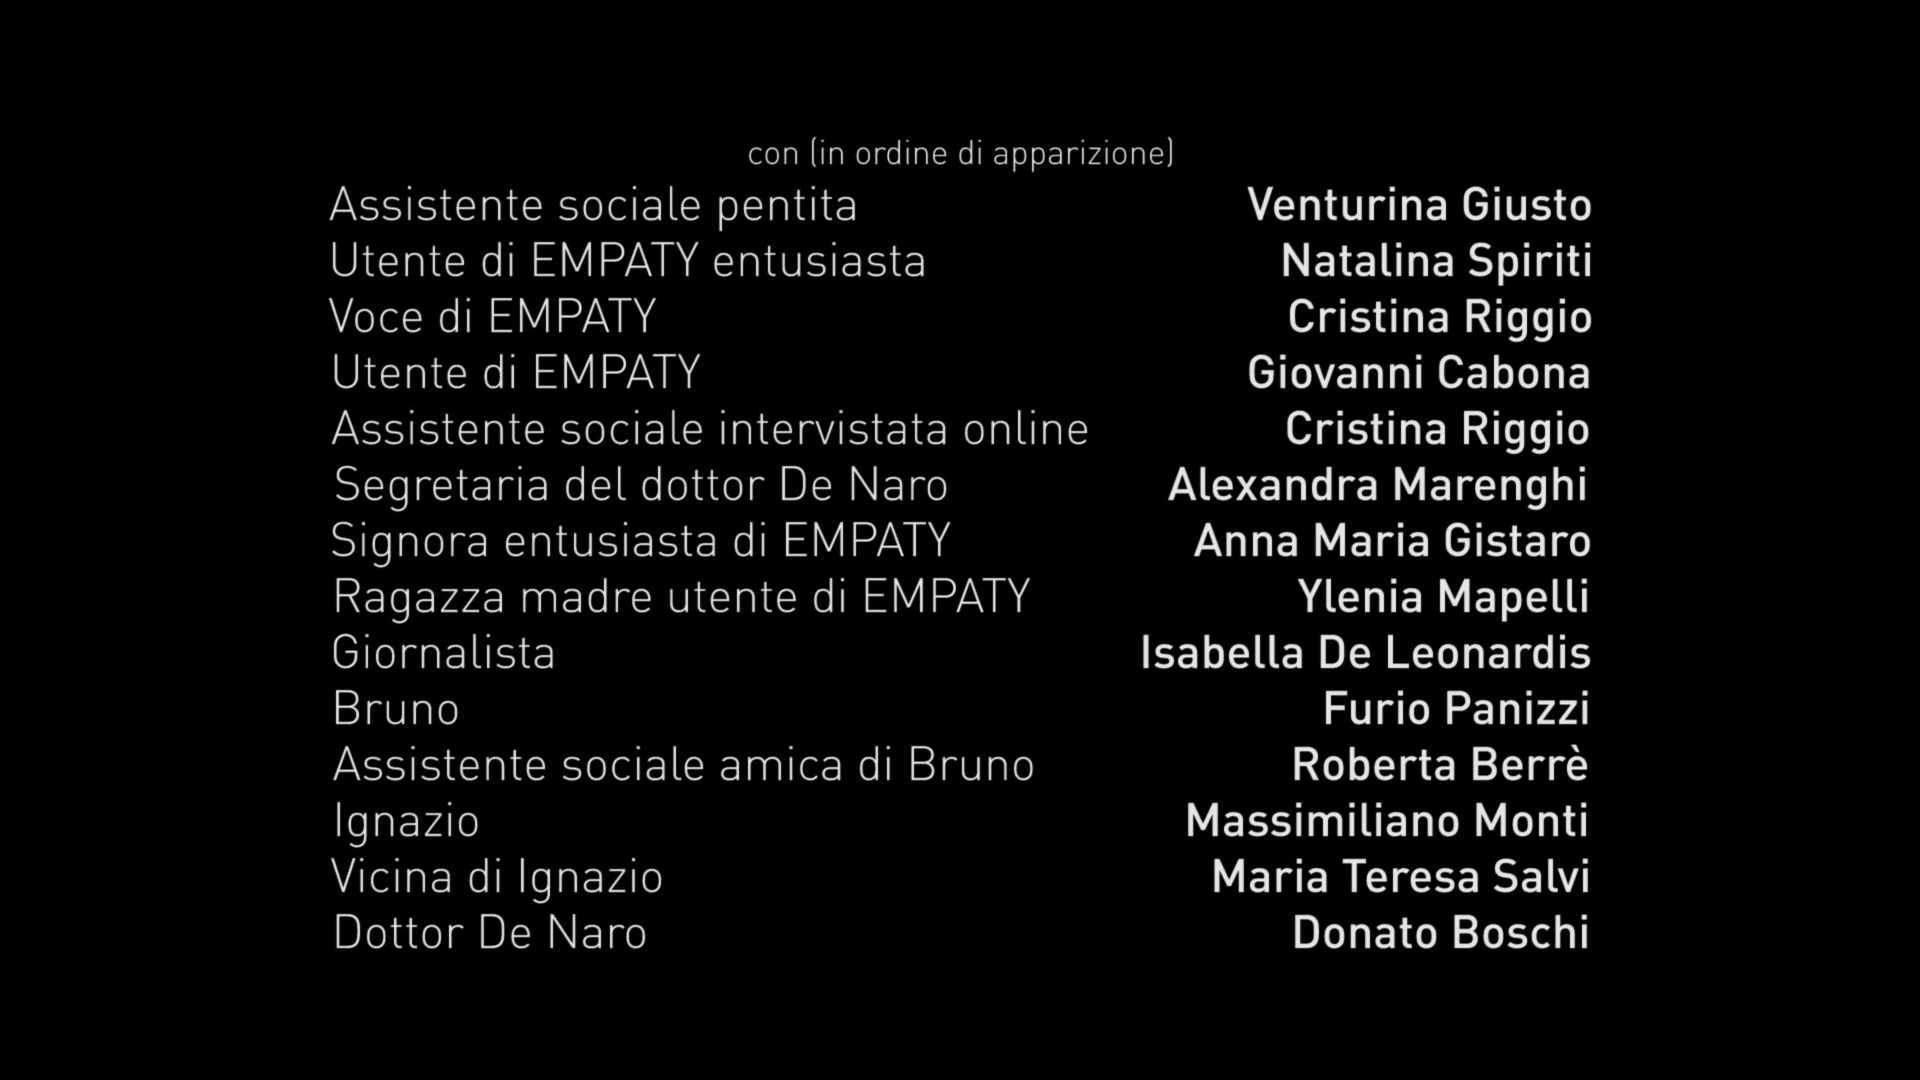 con (in ordine di apparizione)
Assistente sociale pentita Venturina Giusto
Utente di EMPATY entusiasta Natalina Spiriti
Voce di EMPATY Cristina Riggio
Utente di EMPATY Giovanni Cabona
Assistente sociale intervistata online Cristina Riggio
Segretaria del dottor De Naro Alexandra Marenghi
Signora entusiasta di EMPATY Anna Maria Gistaro
Ragazza madre utente di EMPATY Ylenia Mapelli
Giornalista Isabella De Leonardis
Bruno Furio Panizzi
Assistente sociale amica di Bruno Roberta Berrè
Ignazio Massimiliano Monti
Vicina di Ignazio Maria Teresa Salvi
Dottor De Naro Donato Boschi